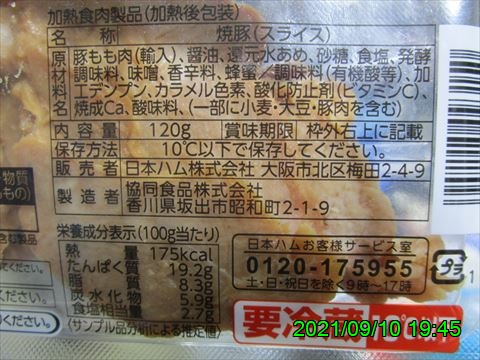 加熱食肉製品(加熱後包装)
名称 焼豚(スライス)
原材料名 豚もも肉(輸入)、醤油、還元水あめ、砂糖、食塩、発酵
調味料、味噌、香辛料、蜂蜜/調味料(有機酸等)、加
工デンプン、カラメル色素、酸化防止剤(ビタミンC)、
焼成Ca、酸味料、(一部に小麦・大豆・豚肉を含む)
内容量 120g 賞味期限 枠外右上に記載
保存方法 10℃以下で保存してください。
販売者 日本ハム株式会社 大阪市北区梅田2-4-9
製造者 協同食品株式会社
香川県坂出市昭和町2-1-9
物質
もの)
含む製品
栄養成分表示(100g当たり)
熱量 175kcal
たんぱく質 19.2g
脂質 8.3g
炭水化物 5.9g
食塩相当量 2.7g
(サンプル品分析による推定値)
日本ハムお客様サービス室
0120-175955
土・日・祝日を除く9時~17時
プラ
要冷蔵
2021/09/10 19:45